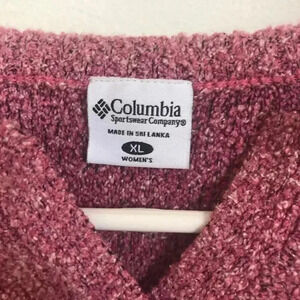 Columbia
Sportswear Company®
MADE IN SRI LANKA
XL
WOMEN'S